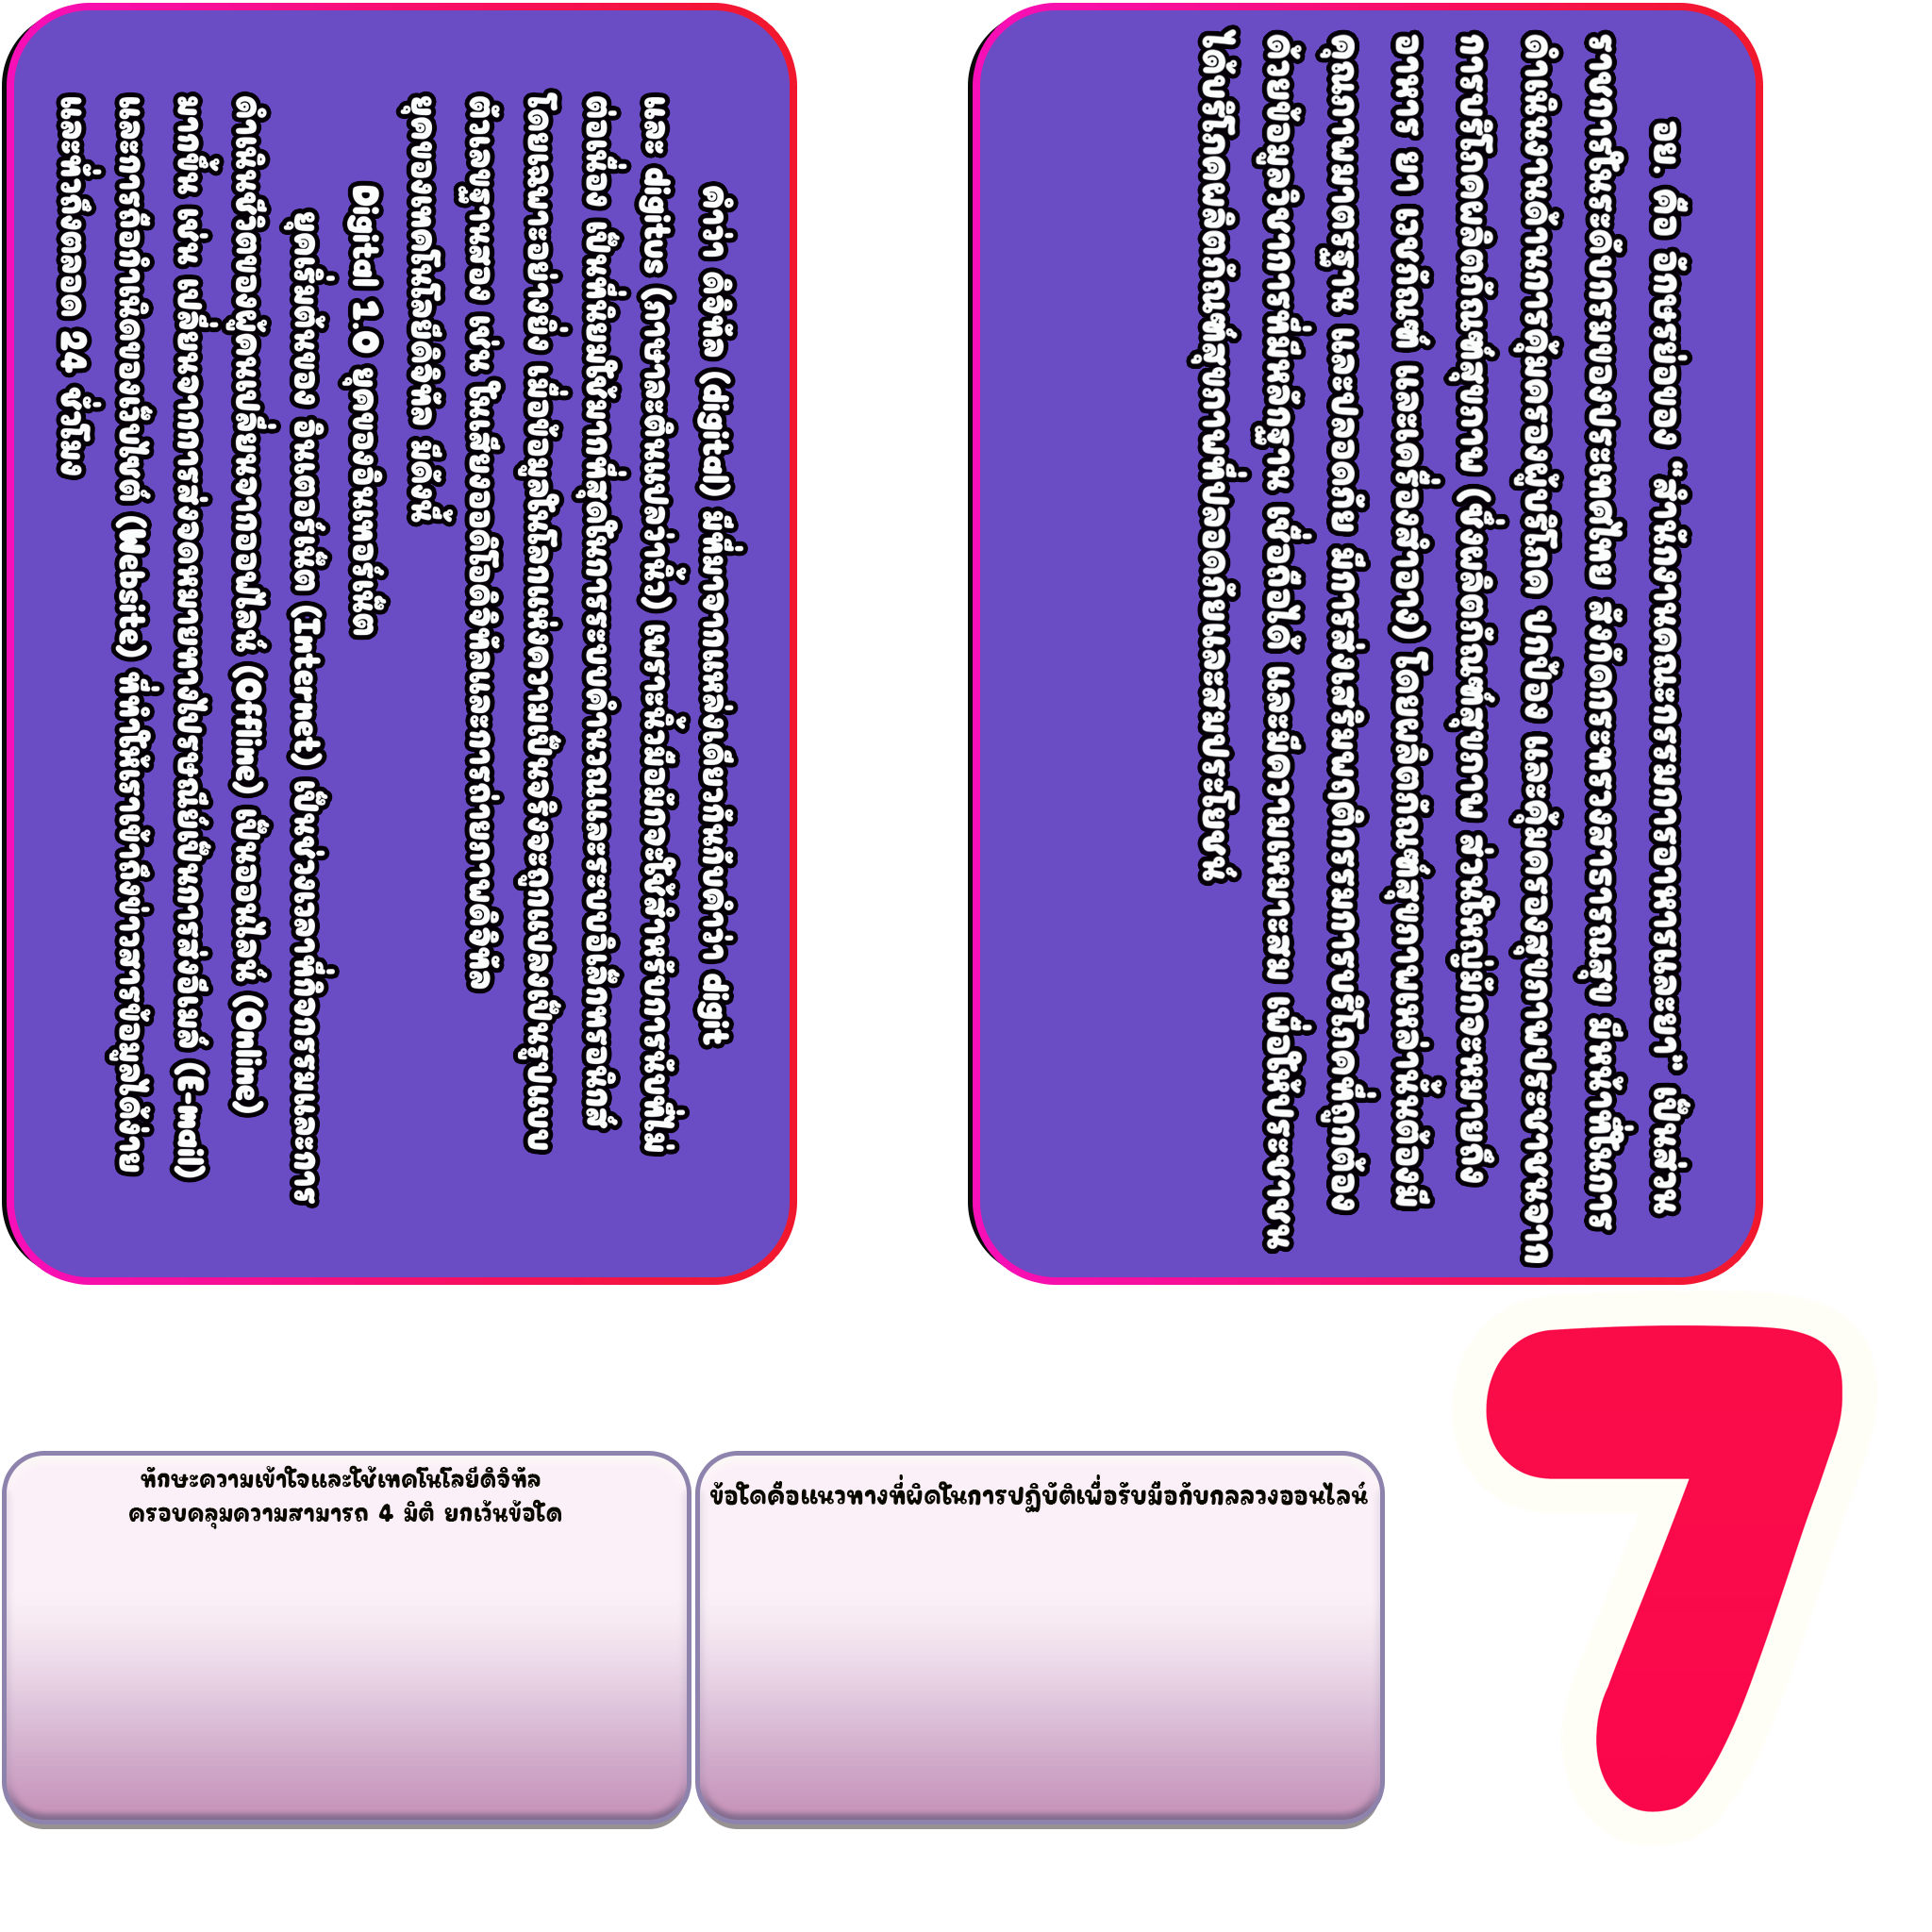 คำว่า ดิจิทัล (digital) มีที่มาจากแหล่งเดียวกันกับคำว่า digit
และ digitus (ภาษาละตินแปลว่านิ้ว) เพราะนิ้วมือมักจะใช้สำหรับการนับที่ไม่
ต่อเนื่อง เป็นที่นิยมใช้มากที่สุดในการระบบคำนวณและระบบอิเล็กทรอนิกส์
โดยเฉพาะอย่างยิ่ง เมื่อข้อมูลในโลกแห่งความเป็นจริงจะถูกแปลงเป็นรูปแบบ
ตัวเลขฐานสอง เช่น ในเสียงออดิโอดิจิทัลและการถ่ายภาพดิจิทัล
ยุคของเทคโนโลยีดิจิทัล มีดังนี้
Digital 1.0 ยุคของอินเทอร์เน็ต
ยุคเริ่มต้นของ อินเตอร์เน็ต (Internet) เป็นช่วงเวลาที่กิจกรรมและการ
ดำเนินชีวิตของผู้คนเปลี่ยนจากออฟไลน์ (Offline) เป็นออนไลน์ (Online)
มากขึ้น เช่น เปลี่ยนจากการส่งจดหมายทางไปรษณีย์เป็นการส่งอีเมล์ (E-mail)
และการก่อกำเนิดของเว็บไซต์ (Website) ที่ทำให้เราเข้าถึงข่าวสารข้อมูลได้ง่าย
และทั่วถึงตลอด 24 ชั่วโมง
อย. คือ อักษรย่อของ "สำนักงานคณะกรรมการอาหารและยา" เป็นส่วน
ราชการในระดับกรมของประเทศไทย สังกัดกระทรวงสาธารณสุข มีหน้าที่ในการ
ดำเนินงานด้านการคุ้มครองผู้บริโภค ปกป้อง และคุ้มครองสุขภาพประชาชนจาก
การบริโภคผลิตภัณฑ์สุขภาพ (ซึ่งผลิตภัณฑ์สุขภาพ ส่วนใหญ่มักจะหมายถึง
อาหาร ยา เวชภัณฑ์ และเครื่องสำอาง) โดยผลิตภัณฑ์สุขภาพเหล่านั้นต้องมี
คุณภาพมาตรฐาน และปลอดภัย มีการส่งเสริมพฤติกรรมการบริโภคที่ถูกต้อง
ด้วยข้อมูลวิชาการที่มีหลักฐาน เชื่อถือได้ และมีความเหมาะสม เพื่อให้ประชาชน
ได้บริโภคผลิตภัณฑ์สุขภาพที่ปลอดภัยและสมประโยชน์
7
ทักษะความเข้าใจและใช้เทคโนโลยีดิจิทัล
ครอบคลุมความสามารถ 4 มิติ ยกเว้นข้อใด
ข้อใดคือแนวทางที่ผิดในการปฏิบัติเพื่อรับมือกับกลลวงออนไลน์